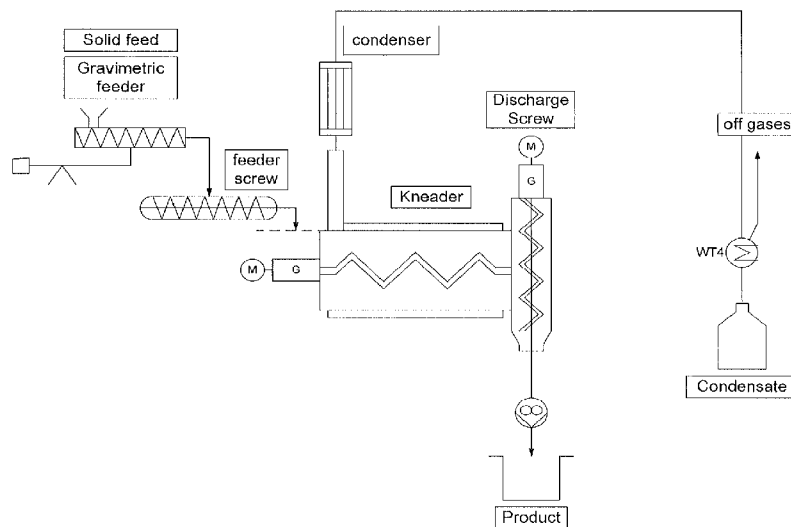 Solid feed
Gravimetric
feeder
condenser
Discharge
Screw
off gases
feeder
screw
Kneader
M
G
M
G
WT4
Condensate
Product